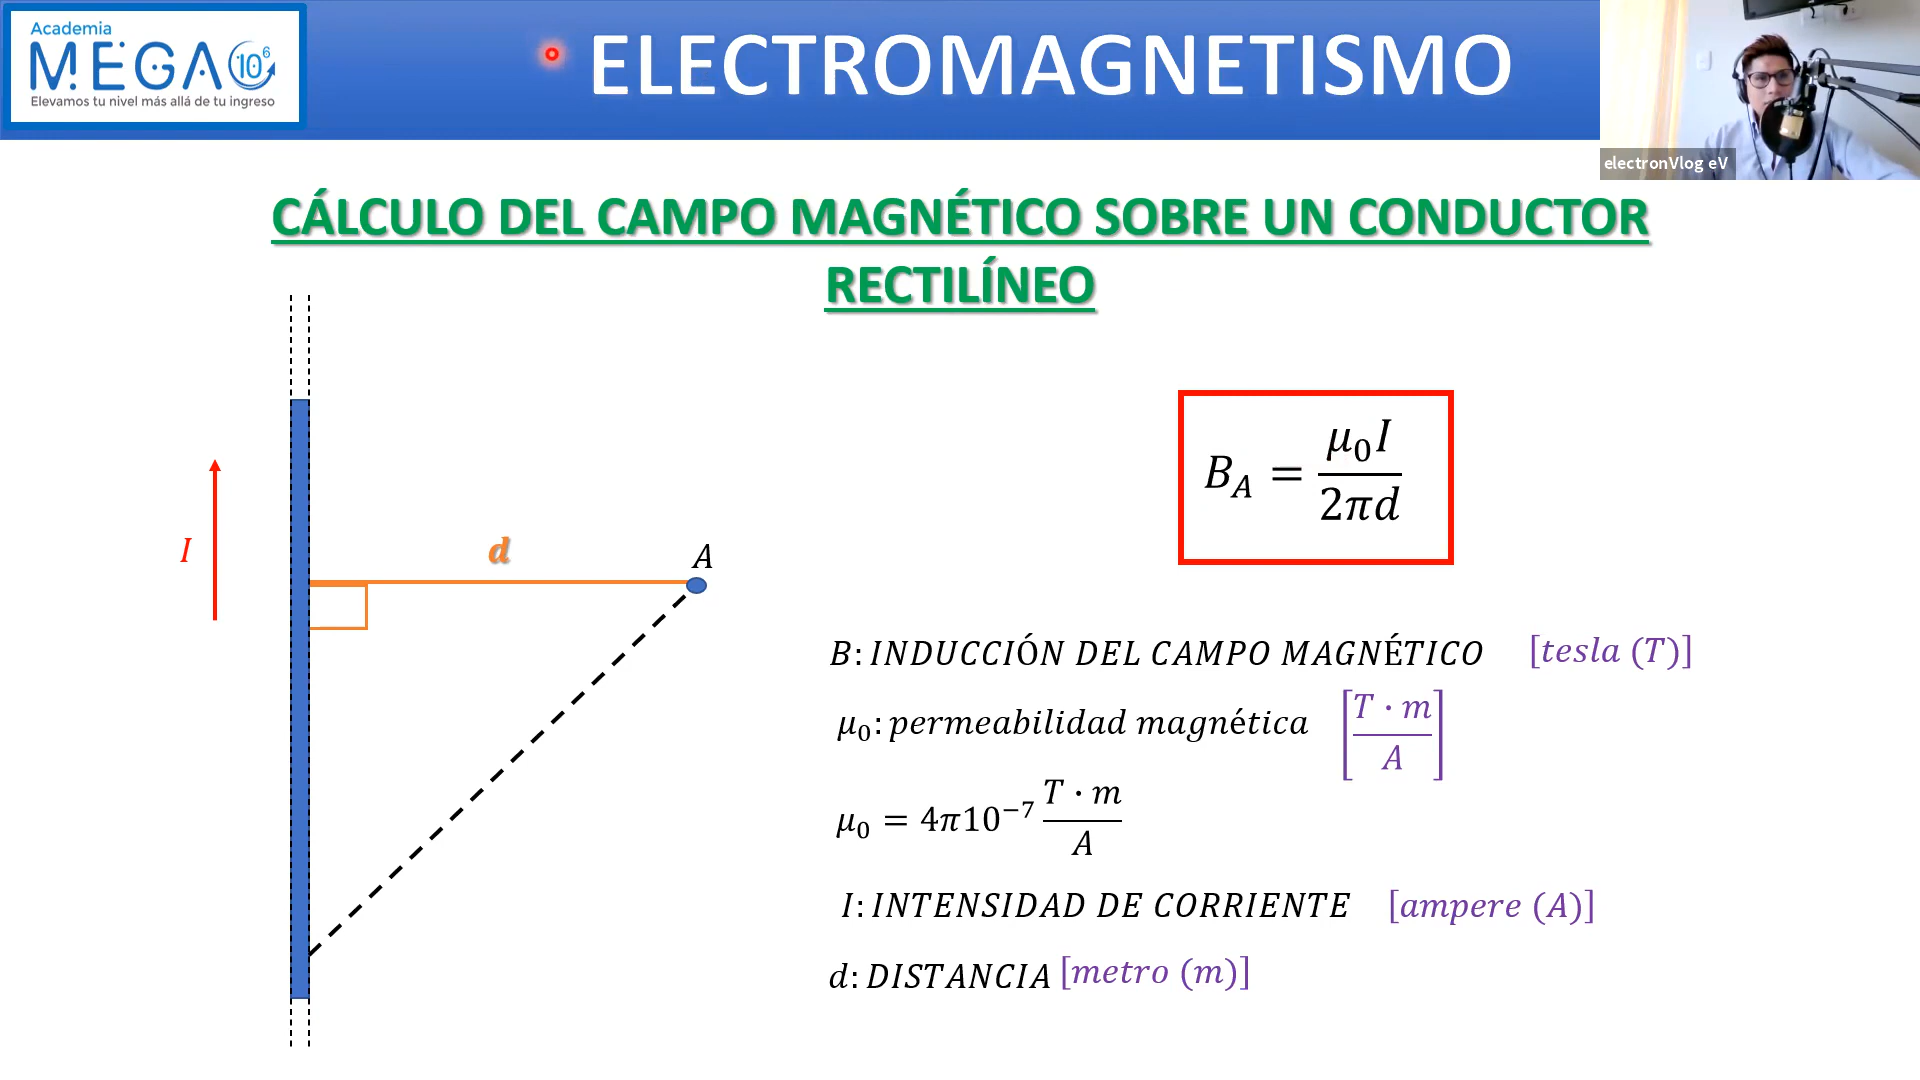 Academia
MEGA 10⁶
Elevamos tu nivel más allá de tu ingreso
ELECTROMAGNETISMO
electronVlog eV
CÁLCULO DEL CAMPO MAGNÉTICO SOBRE UN CONDUCTOR
RECTILÍNEO
I
d
A
B_A = μ₀I / 2πd
B: INDUCCIÓN DEL CAMPO MAGNÉTICO [tesla (T)]
μ₀: permeabilidad magnética [T · m / A]
μ₀ = 4π10⁻⁷ T · m / A
I: INTENSIDAD DE CORRIENTE [ampere (A)]
d: DISTANCIA [metro (m)]